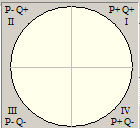 P- Q+ P+ Q+
II I
III IV
P- Q- P+ Q-